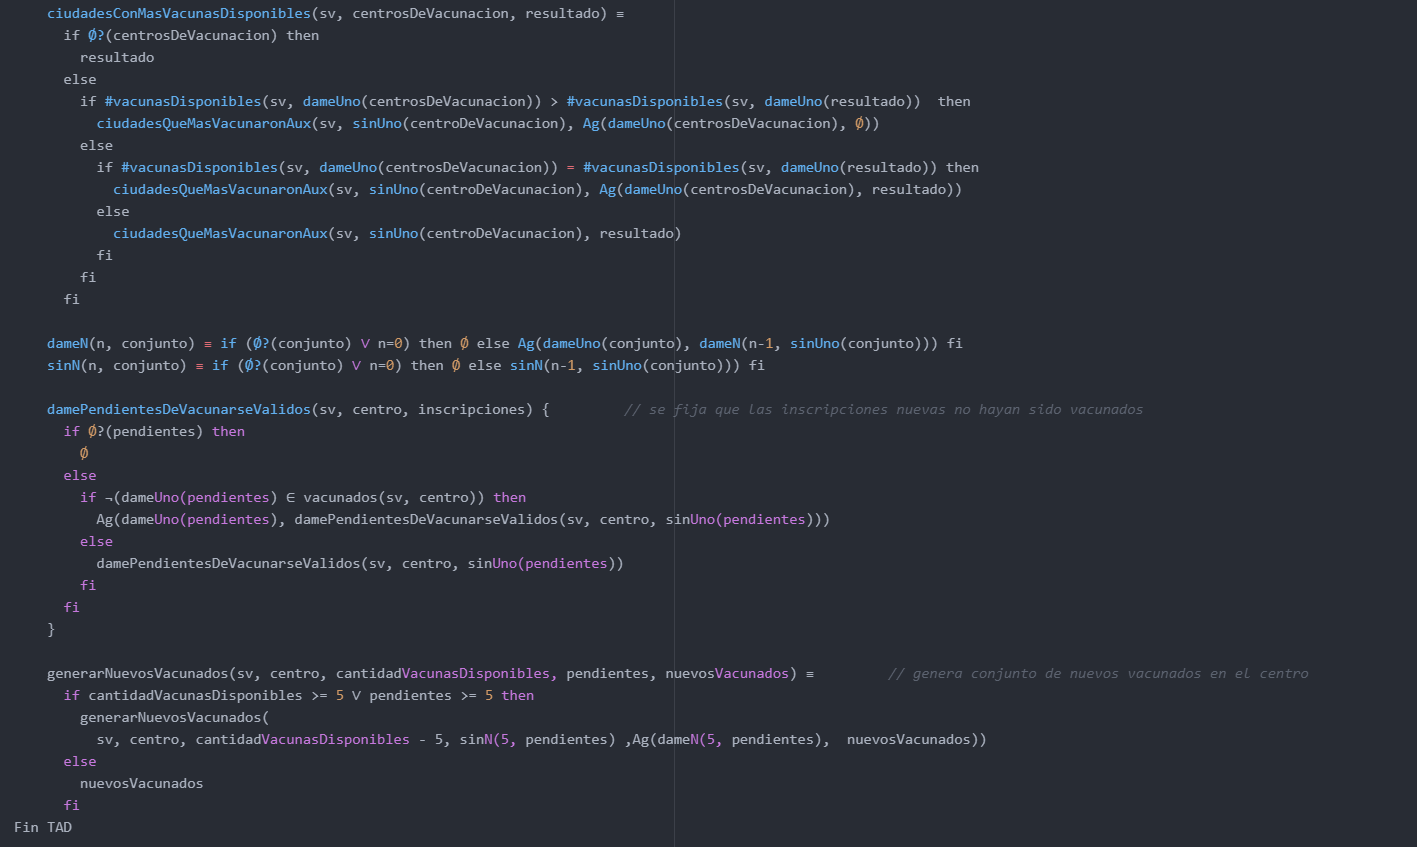 ciudadesConMasVacunasDisponibles(sv, centrosDeVacunacion, resultado) ≡
if Ø?(centrosDeVacunacion) then
resultado
else
if #vacunasDisponibles(sv, dameUno(centrosDeVacunacion)) > #vacunasDisponibles(sv, dameUno(resultado))  then
ciudadesQueMasVacunaronAux(sv, sinUno(centroDeVacunacion), Ag(dameUno(centrosDeVacunacion), Ø))
else
if #vacunasDisponibles(sv, dameUno(centrosDeVacunacion)) = #vacunasDisponibles(sv, dameUno(resultado)) then
ciudadesQueMasVacunaronAux(sv, sinUno(centroDeVacunacion), Ag(dameUno(centrosDeVacunacion), resultado))
else
ciudadesQueMasVacunaronAux(sv, sinUno(centroDeVacunacion), resultado)
fi
fi
fi
dameN(n, conjunto) ≡ if (Ø?(conjunto) ∨ n=0) then Ø else Ag(dameUno(conjunto), dameN(n-1, sinUno(conjunto))) fi
sinN(n, conjunto) ≡ if (Ø?(conjunto) ∨ n=0) then Ø else sinN(n-1, sinUno(conjunto))) fi
damePendientesDeVacunarseValidos(sv, centro, inscripciones) {         // se fija que las inscripciones nuevas no hayan sido vacunados
if Ø?(pendientes) then
Ø
else
if ¬(dameUno(pendientes) ∈ vacunados(sv, centro)) then
Ag(dameUno(pendientes), damePendientesDeVacunarseValidos(sv, centro, sinUno(pendientes)))
else
damePendientesDeVacunarseValidos(sv, centro, sinUno(pendientes))
fi
fi
}
generarNuevosVacunados(sv, centro, cantidadVacunasDisponibles, pendientes, nuevosVacunados) ≡         // genera conjunto de nuevos vacunados en el centro
if cantidadVacunasDisponibles >= 5 ∨ pendientes >= 5 then
generarNuevosVacunados(
sv, centro, cantidadVacunasDisponibles - 5, sinN(5, pendientes) ,Ag(dameN(5, pendientes),  nuevosVacunados))
else
nuevosVacunados
fi
Fin TAD